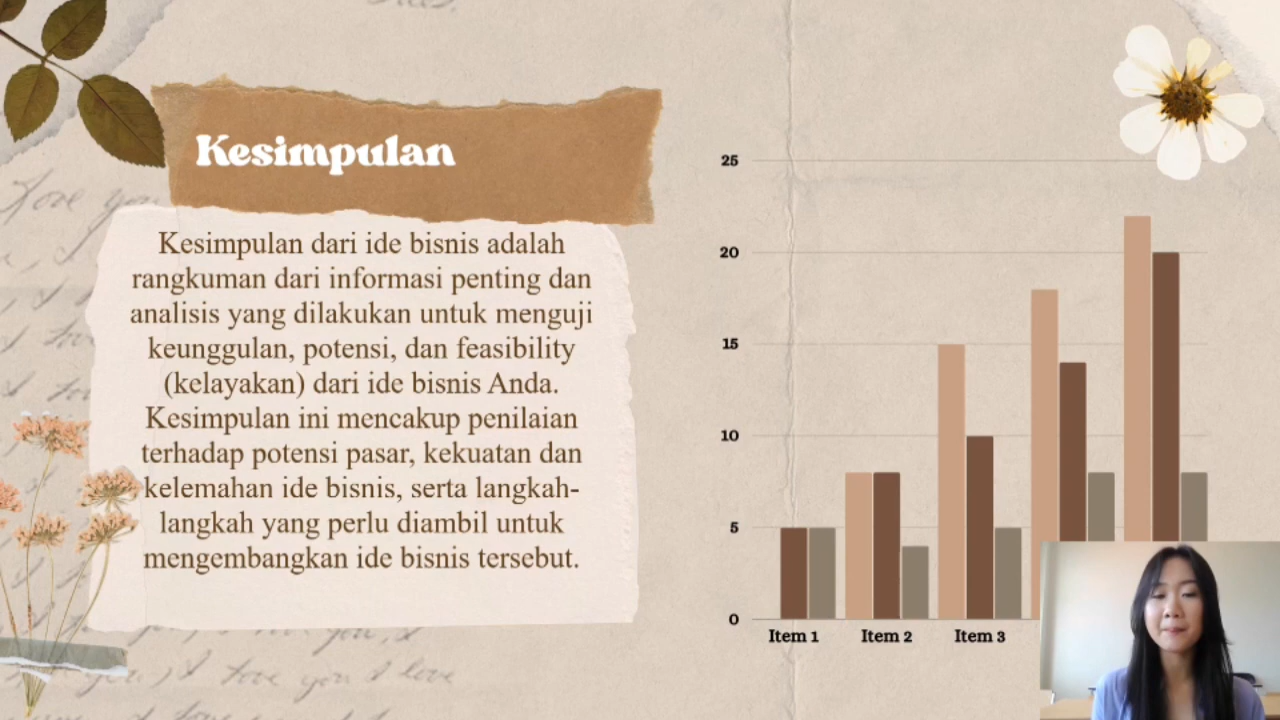 Kesimpulan
Kesimpulan dari ide bisnis adalah
rangkuman dari informasi penting dan
analisis yang dilakukan untuk menguji
keunggulan, potensi, dan feasibility
(kelayakan) dari ide bisnis Anda.
Kesimpulan ini mencakup penilaian
terhadap potensi pasar, kekuatan dan
kelemahan ide bisnis, serta langkah-
langkah yang perlu diambil untuk
mengembangkan ide bisnis tersebut.
25
20
15
10
5
0
Item 1 Item 2 Item 3